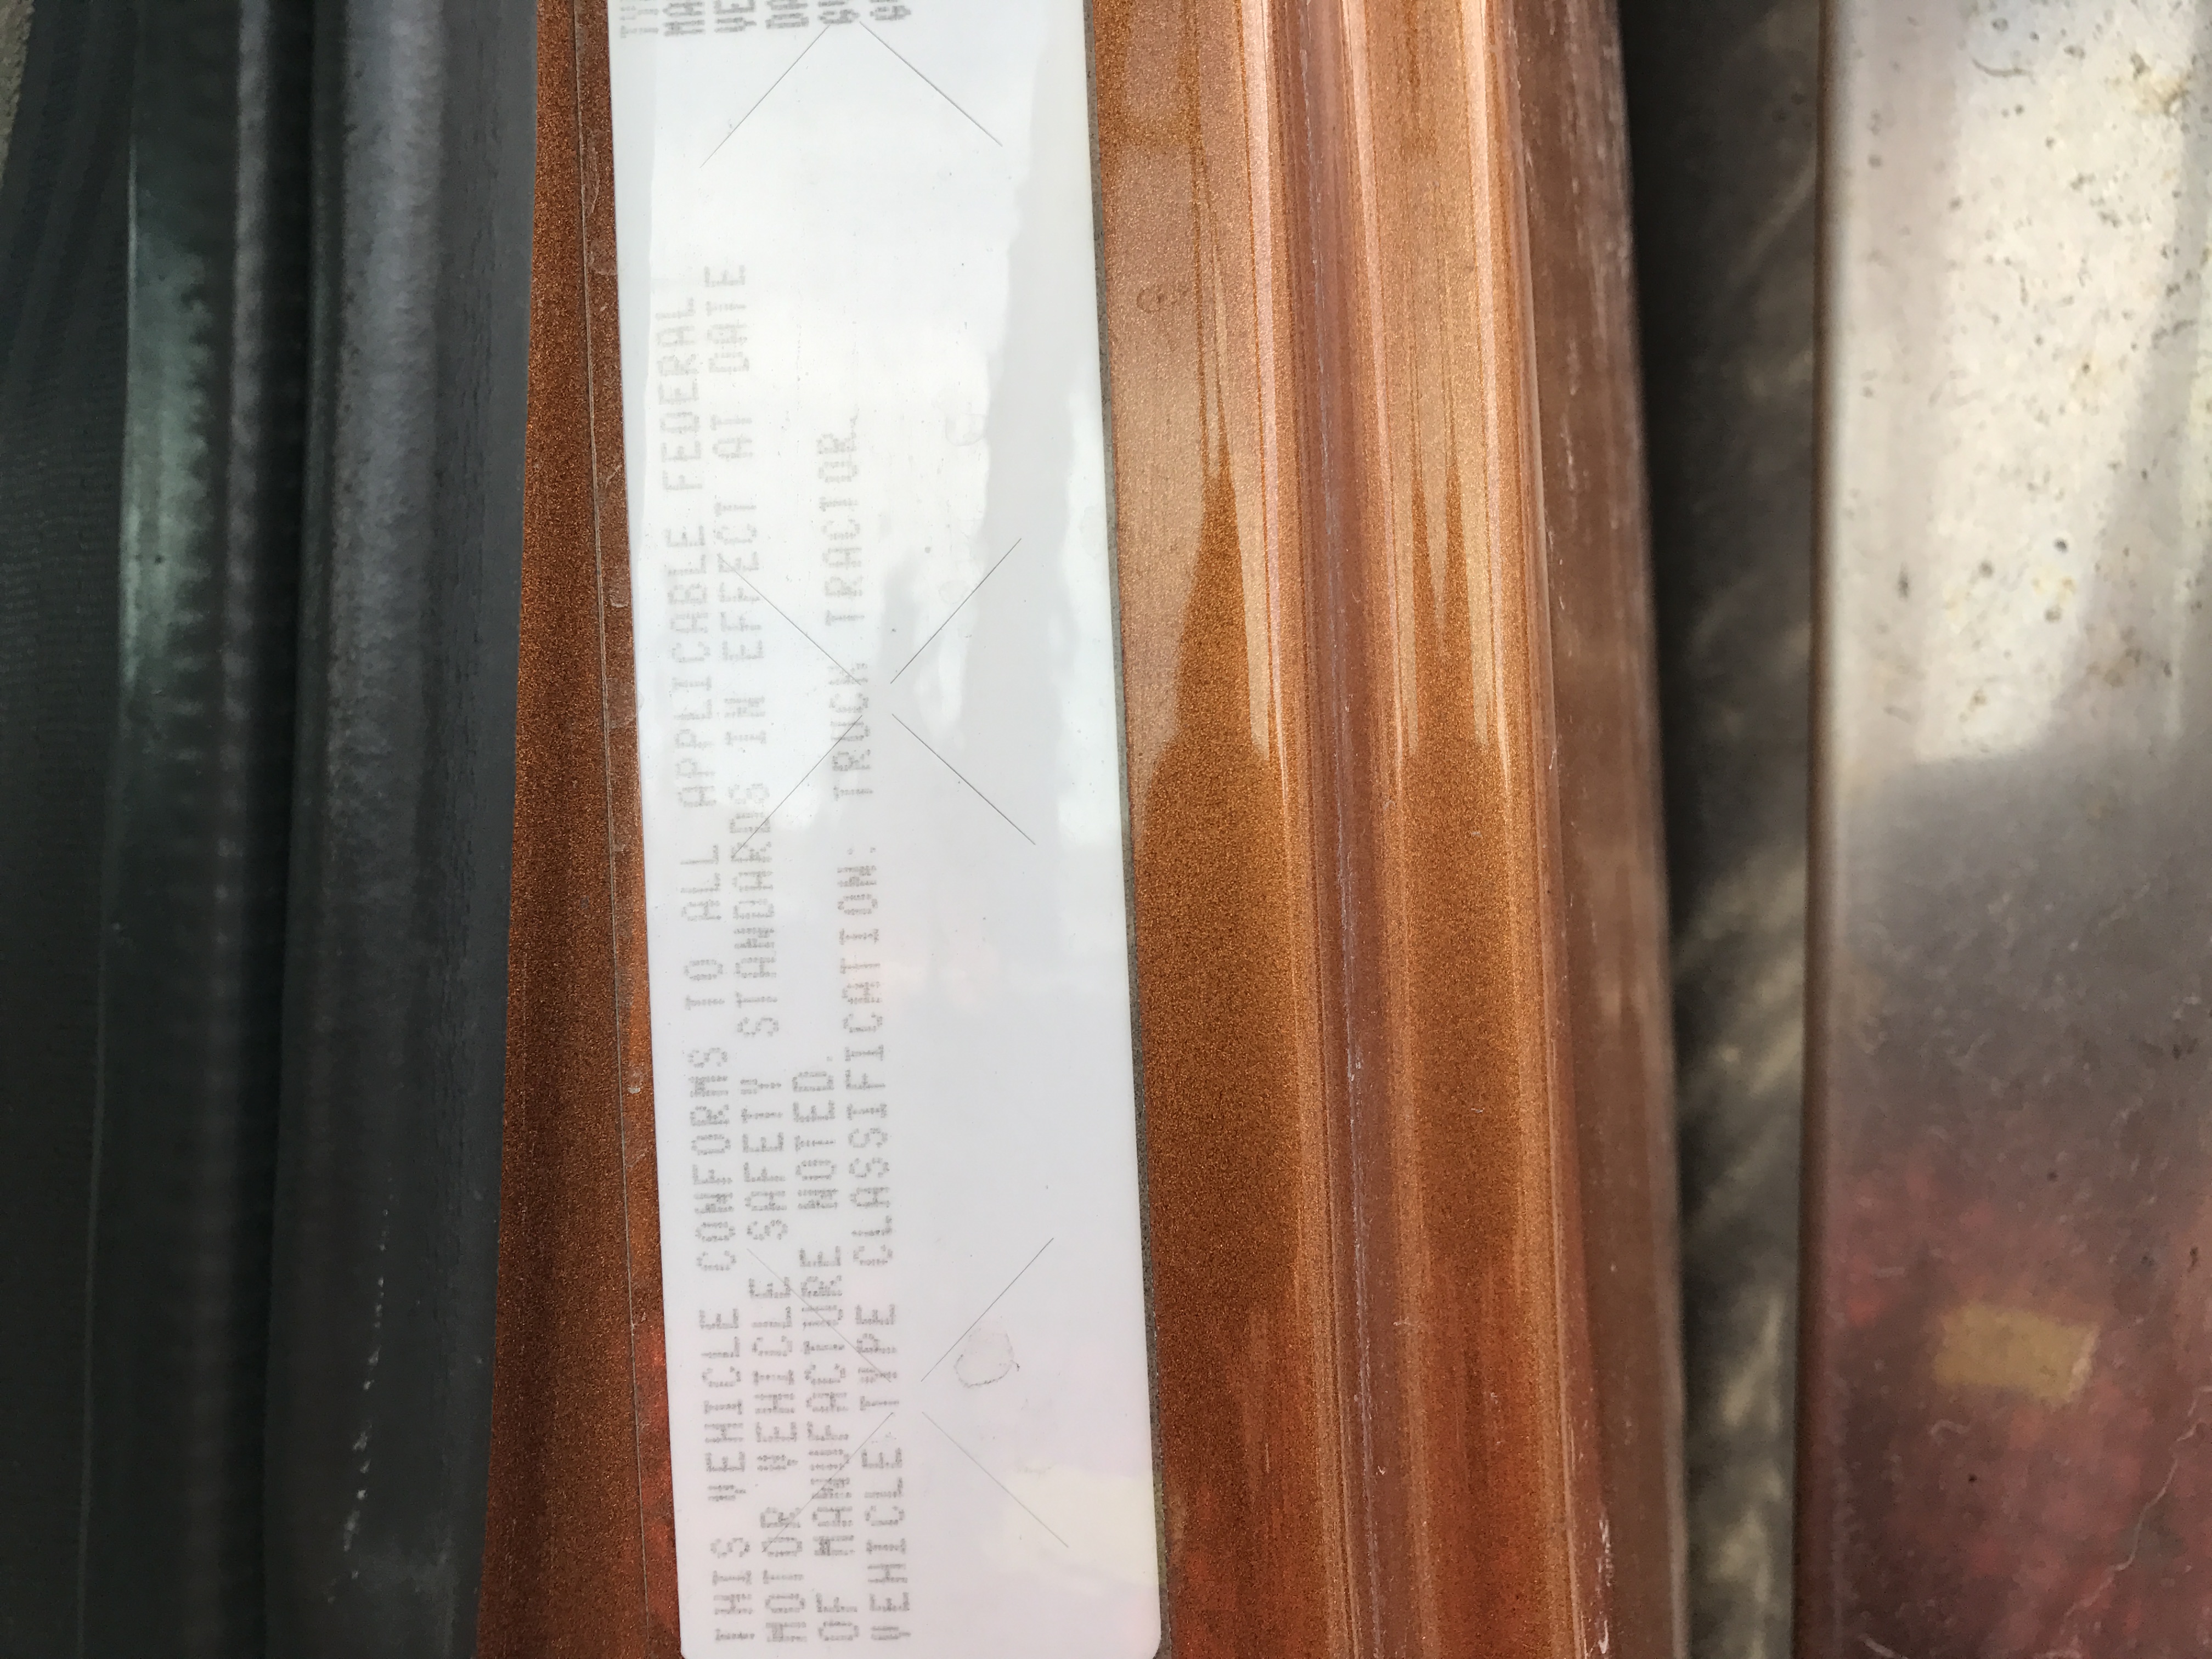 THIS VEHICLE CONFORMS TO ALL APPLICABLE FEDERAL
MOTOR VEHICLE SAFETY STANDARDS IN EFFECT AT DATE
OF MANUFACTURE NOTED.
VEHICLE TYPE CLASSIFICATION: TRUCK TRACTOR